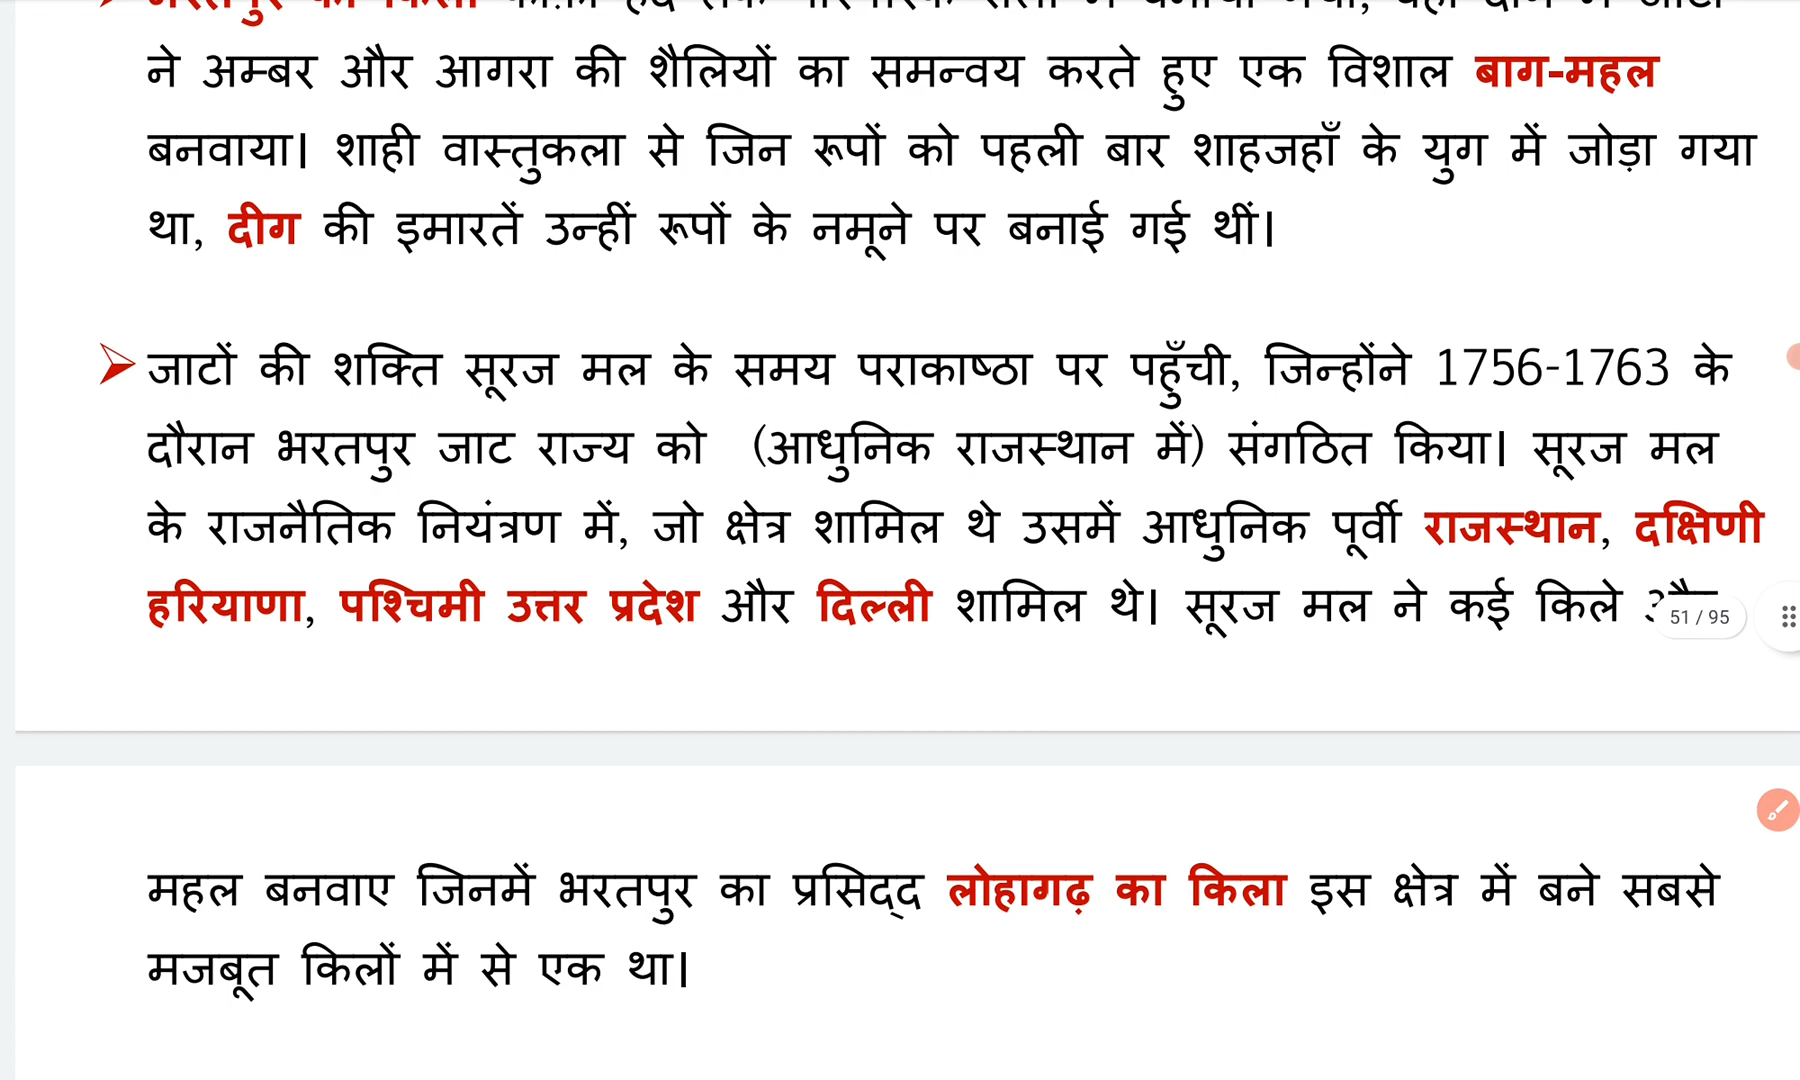 ने अम्बर और आगरा की शैलियों का समन्वय करते हुए एक विशाल बाग-महल
बनवाया। शाही वास्तुकला से जिन रूपों को पहली बार शाहजहाँ के युग में जोड़ा गया
था, दीग की इमारतें उन्हीं रूपों के नमूने पर बनाई गई थीं।
जाटों की शक्ति सूरज मल के समय पराकाष्ठा पर पहुँची, जिन्होंने 1756-1763 के
दौरान भरतपुर जाट राज्य को (आधुनिक राजस्थान में) संगठित किया। सूरज मल
के राजनैतिक नियंत्रण में, जो क्षेत्र शामिल थे उसमें आधुनिक पूर्वी राजस्थान, दक्षिणी
हरियाणा, पश्चिमी उत्तर प्रदेश और दिल्ली शामिल थे। सूरज मल ने कई किले
51 / 95
महल बनवाए जिनमें भरतपुर का प्रसिद्द लोहागढ़ का किला इस क्षेत्र में बने सबसे
मजबूत किलों में से एक था।